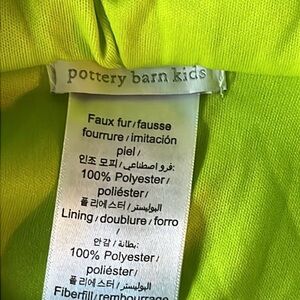 pottery barn kids
Faux fur/fausse
fourrure/imitación
piel/
인조 모피/فرو اصطناعي/
100% Polyester/
poliéster/
폴리에스터/البوليستر/
Lining/doublure/forro
/
안감/بطانة/
100% Polyester/
poliéster/
폴리에스터/البوليستر/
Fiberfill/rembourrage